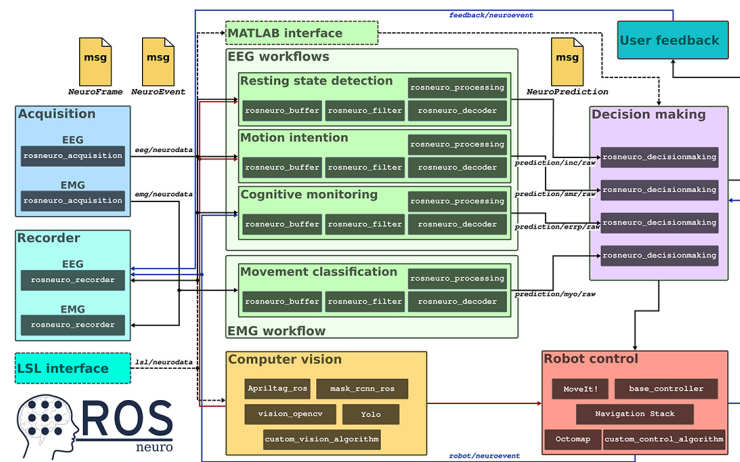 feedback/neuroevent
MATLAB interface
User feedback
msg
NeuroFrame
msg
NeuroEvent
EEG workflows
Resting state detection
rosneuro_processing
rosneuro_buffer
rosneuro_filter
rosneuro_decoder
msg
NeuroPrediction
Acquisition
EEG
rosneuro_acquisition
EMG
rosneuro_acquisition
eeg/neurodata
emg/neurodata
Motion intention
rosneuro_processing
rosneuro_buffer
rosneuro_filter
rosneuro_decoder
Cognitive monitoring
rosneuro_processing
rosneuro_buffer
rosneuro_filter
rosneuro_decoder
prediction/inc/raw
prediction/smr/raw
prediction/errp/raw
prediction/myo/raw
Decision making
rosneuro_decisionmaking
rosneuro_decisionmaking
rosneuro_decisionmaking
rosneuro_decisionmaking
Recorder
EEG
rosneuro_recorder
EMG
rosneuro_recorder
Movement classification
rosneuro_processing
rosneuro_buffer
rosneuro_filter
rosneuro_decoder
EMG workflow
LSL interface
lsl/neurodata
Computer vision
Apriltag_ros
mask_rcnn_ros
vision_opencv
Yolo
custom_vision_algorithm
Robot control
MoveIt!
base_controller
Navigation Stack
Octomap
custom_control_algorithm
ROS
neuro
robot/neuroevent